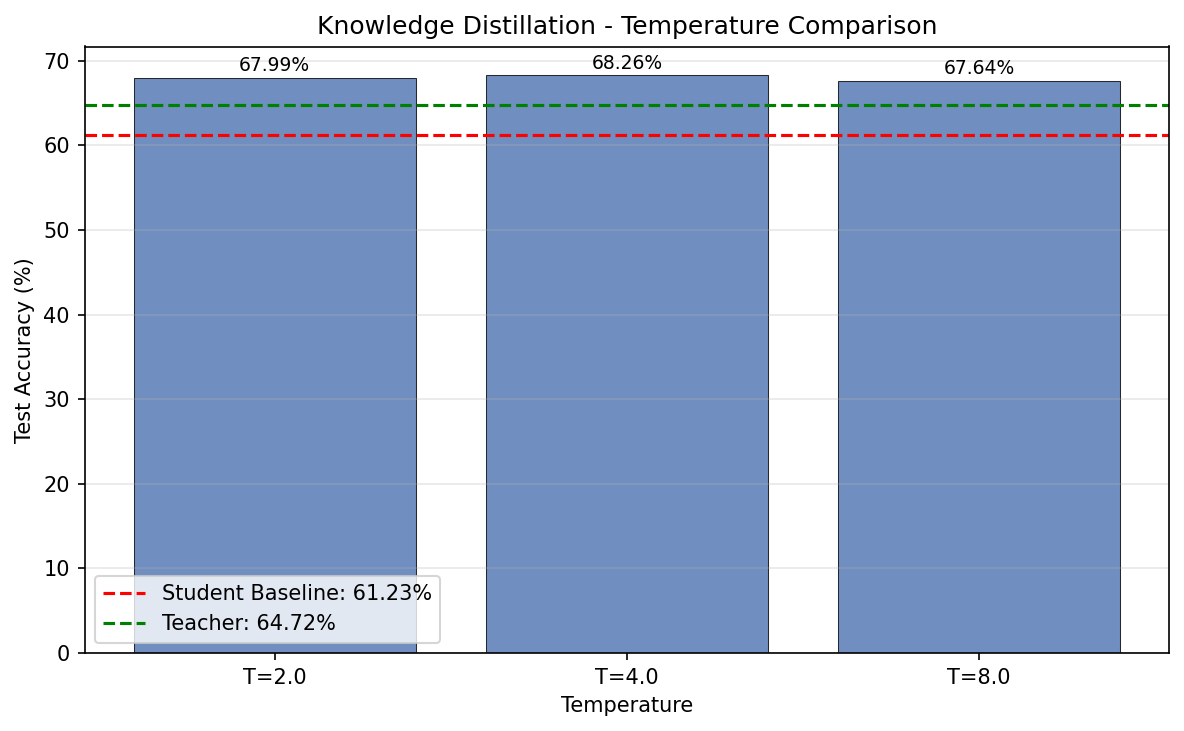 Knowledge Distillation - Temperature Comparison
67.99%
68.26%
67.64%
70
60
50
40
30
20
10
0
Test Accuracy (%)
Student Baseline: 61.23%
Teacher: 64.72%
T=2.0
T=4.0
T=8.0
Temperature